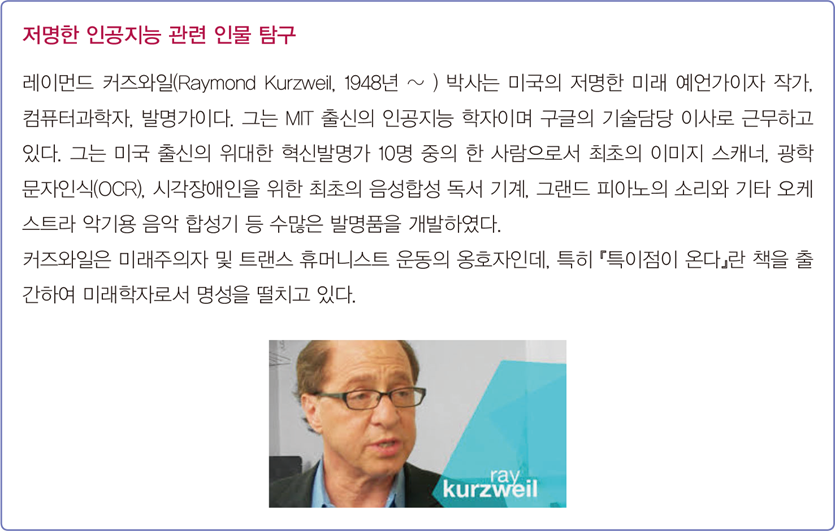 저명한 인공지능 관련 인물 탐구
레이먼드 커즈와일(Raymond Kurzweil, 1948년 ~ ) 박사는 미국의 저명한 미래 예언가이자 작가,
컴퓨터과학자, 발명가이다. 그는 MIT 출신의 인공지능 학자이며 구글의 기술담당 이사로 근무하고
있다. 그는 미국 출신의 위대한 혁신발명가 10명 중의 한 사람으로서 최초의 이미지 스캐너, 광학
문자인식(OCR), 시각장애인을 위한 최초의 음성합성 독서 기계, 그랜드 피아노의 소리와 기타 오케
스트라 악기용 음악 합성기 등 수많은 발명품을 개발하였다.
커즈와일은 미래주의자 및 트랜스 휴머니스트 운동의 옹호자인데, 특히 『특이점이 온다』란 책을 출
간하여 미래학자로서 명성을 떨치고 있다.
ray
kurzweil